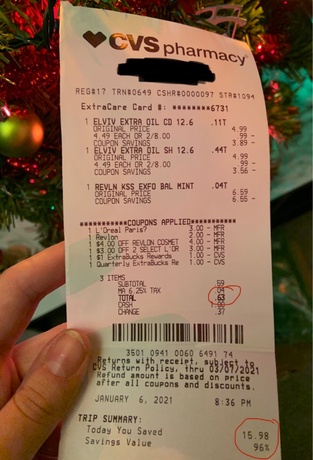 CVS pharmacy
REG#17 TRN#0649 CSHR#0000097 STR#1094
ExtraCare Card #: ********6731
1 ELVIV EXTRA OIL CD 12.6 .11T
ORIGINAL PRICE 4.99
4.49 EACH OR 2/8.00 .99 -
COUPON SAVINGS 3.89 -
1 ELVIV EXTRA OIL SH 12.6 .44T
ORIGINAL PRICE 4.99
4.49 EACH OR 2/8.00 .99 -
COUPON SAVINGS 3.56 -
1 REVLN KSS EXFO BAL MINT .04T
ORIGINAL PRICE 6.59
COUPON SAVINGS 6.55 -
COUPONS APPLIED
1 L'Oreal Paris? 3.00 - MFR
1 Revlon 2.00 - MFR
1 $4.00 OFF REVLON COSMET 4.00 - MFR
1 $3.00 OFF 2 SELECT L'OR 3.00 - MFR
1 $1 ExtraBucks Rewards 1.00 - CVS
1 Quarterly ExtraBucks Re 1.00 - CVS
3 ITEMS
SUBTOTAL .59
MA 6.25% TAX .04
TOTAL .63
CASH 1.00
CHANGE .37
3501 0941 0060 6491 74
Returns with receipt, subject to
CVS Return Policy, thru 03/07/2021
Refund amount is based on price
after all coupons and discounts.
JANUARY 6, 2021 8:36 PM
TRIP SUMMARY:
Today You Saved 15.98
Savings Value 96%